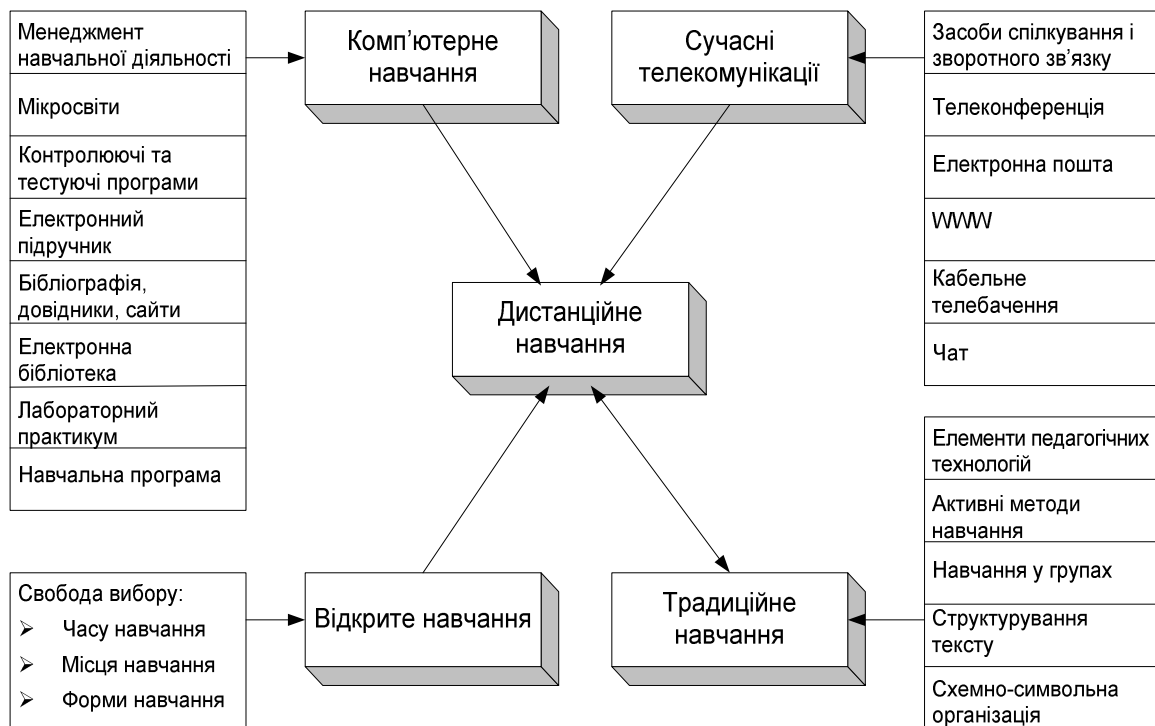 Менеджмент
навчальної діяльності
Мікросвіти
Контролюючі та
тестуючі програми
Електронний
підручник
Бібліографія,
довідники, сайти
Електронна
бібліотека
Лабораторний
практикум
Навчальна програма
Комп’ютерне
навчання
Сучасні
телекомунікації
Засоби спілкування і
зворотного зв’язку
Телеконференція
Електронна пошта
WWW
Кабельне
телебачення
Чат
Дистанційне
навчання
Свобода вибору:
➢ Часу навчання
➢ Місця навчання
➢ Форми навчання
Відкрите навчання
Традиційне
навчання
Елементи педагогічних
технологій
Активні методи
навчання
Навчання у групах
Структурування
тексту
Схемно-символьна
організація